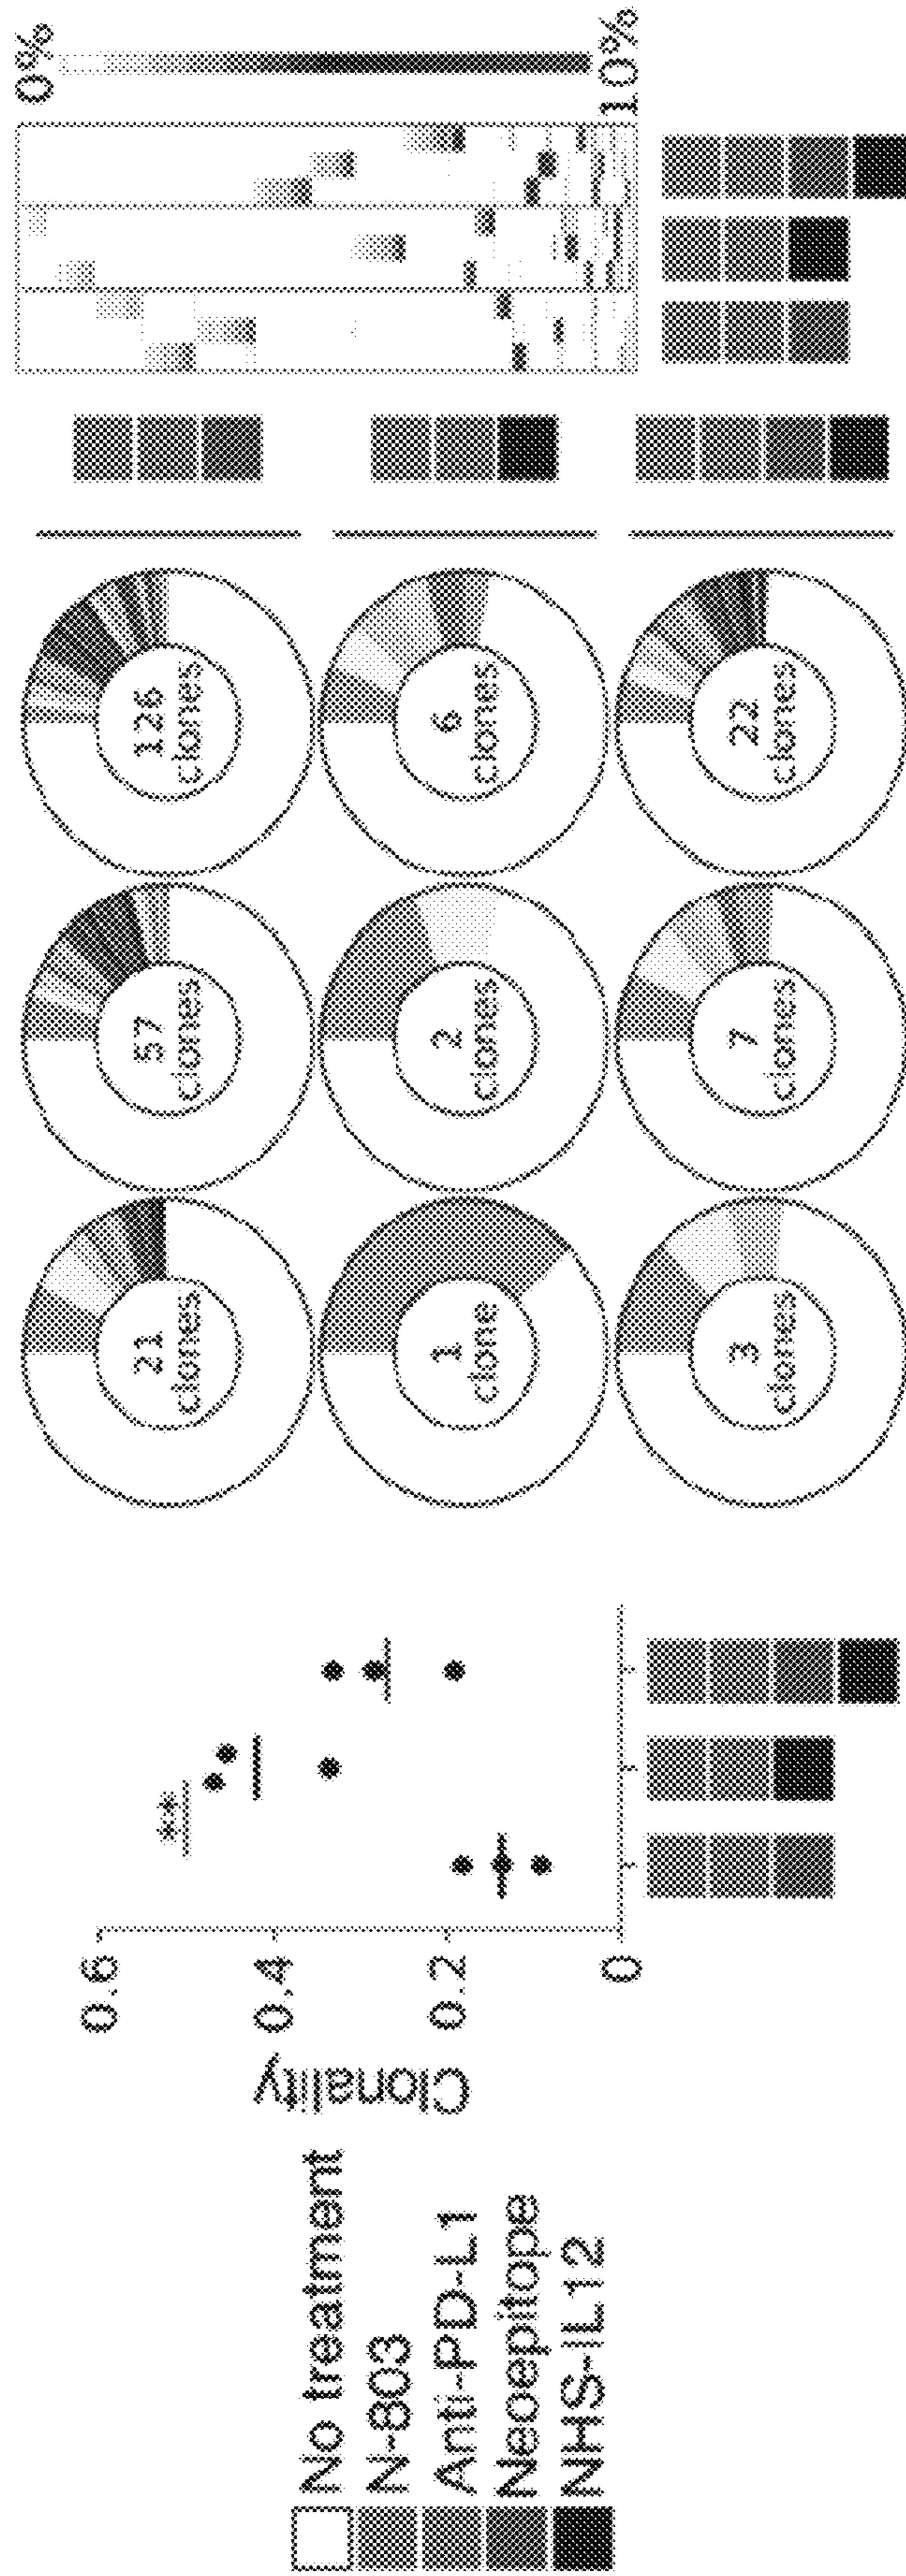 No treatment
N-803
Anti-PD-L1
Neoepitope
NHS-IL12
Clonality
0.6
0.4
0.2
0
**
21
clones
57
clones
126
clones
1
clone
2
clones
6
clones
3
clones
7
clones
22
clones
0%
10%